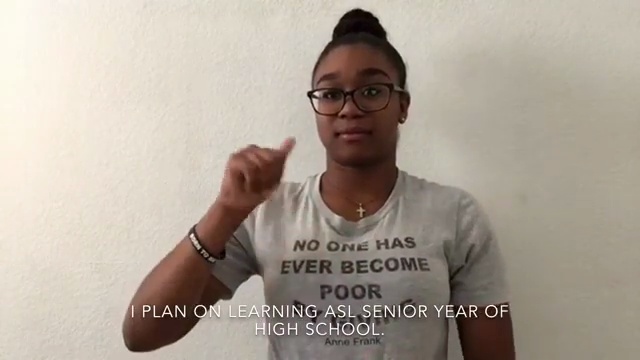 NO ONE HAS
EVER BECOME
POOR
Anne Frank
I PLAN ON LEARNING ASL SENIOR YEAR OF
HIGH SCHOOL.